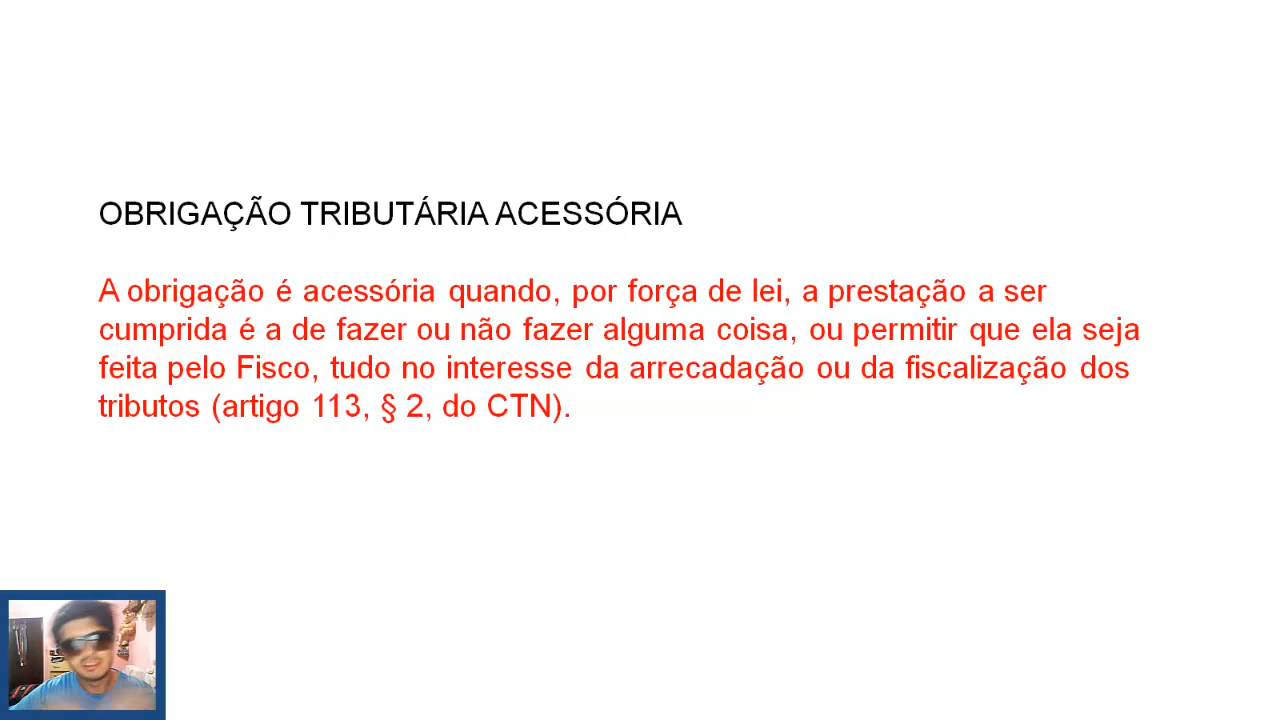 OBRIGAÇÃO TRIBUTÁRIA ACESSÓRIA
A obrigação é acessória quando, por força de lei, a prestação a ser
cumprida é a de fazer ou não fazer alguma coisa, ou permitir que ela seja
feita pelo Fisco, tudo no interesse da arrecadação ou da fiscalização dos
tributos (artigo 113, § 2, do CTN).